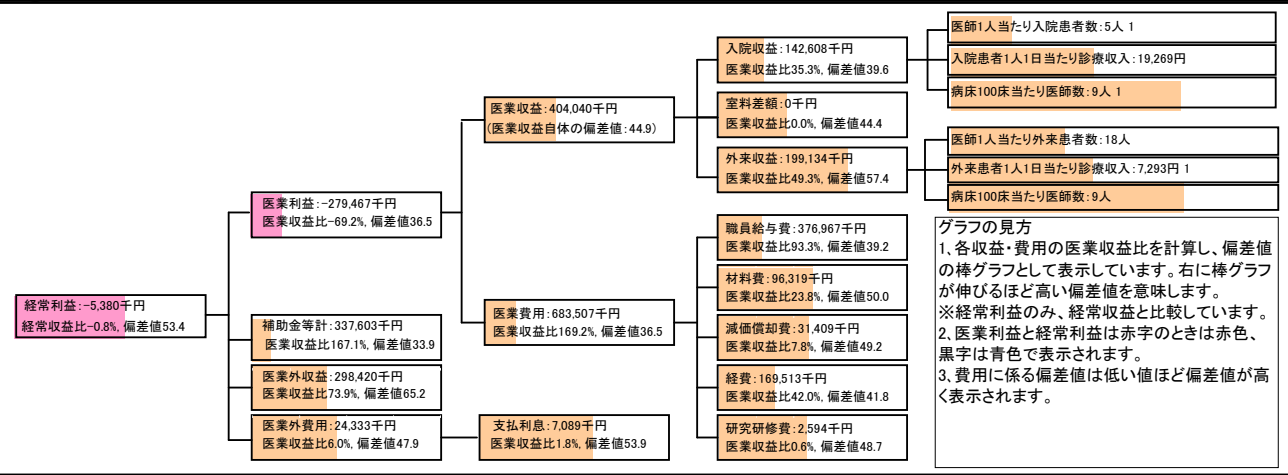 経常利益:-5,380千円
経常収益比-0.8%, 偏差値53.4
医業利益:-279,467千円
医業収益比-69.2%, 偏差値36.5
補助金等計:337,603千円
医業収益比167.1%, 偏差値33.9
医業外収益:298,420千円
医業収益比73.9%, 偏差値65.2
医業外費用:24,333千円
医業収益比6.0%, 偏差値47.9
医業収益:404,040千円
(医業収益自体の偏差値:44.9)
医業費用:683,507千円
医業収益比169.2%, 偏差値36.5
支払利息:7,089千円
医業収益比1.8%, 偏差値53.9
入院収益:142,608千円
医業収益比35.3%, 偏差値39.6
室料差額:0千円
医業収益比0.0%, 偏差値44.4
外来収益:199,134千円
医業収益比49.3%, 偏差値57.4
職員給与費:376,967千円
医業収益比93.3%, 偏差値39.2
材料費:96,319千円
医業収益比23.8%, 偏差値50.0
減価償却費:31,409千円
医業収益比7.8%, 偏差値49.2
経費:169,513千円
医業収益比42.0%, 偏差値41.8
研究研修費:2,594千円
医業収益比0.6%, 偏差値48.7
医師1人当たり入院患者数:5人 1
入院患者1人1日当たり診療収入:19,269円
病床100床当たり医師数:9人 1
医師1人当たり外来患者数:18人
外来患者1人1日当たり診療収入:7,293円 1
病床100床当たり医師数:9人
グラフの見方
1、各収益・費用の医業収益比を計算し、偏差値
の棒グラフとして表示しています。右に棒グラフ
が伸びるほど高い偏差値を意味します。
※経常利益のみ、経常収益と比較しています。
2、医業利益と経常利益は赤字のときは赤色、
黒字は青色で表示されます。
3、費用に係る偏差値は低い値ほど偏差値が高
く表示されます。